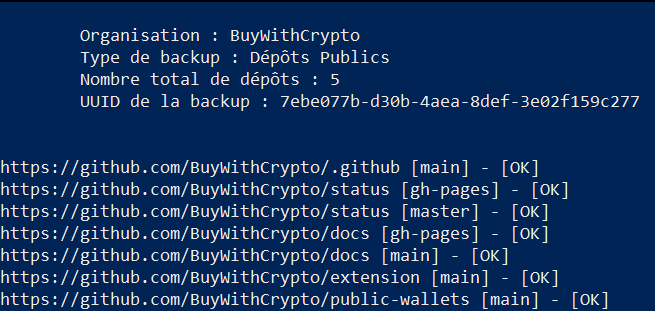 Organisation : BuyWithCrypto
Type de backup : Dépôts Publics
Nombre total de dépôts : 5
UUID de la backup : 7ebe077b-d30b-4aea-8def-3e02f159c277
https://github.com/BuyWithCrypto/.github [main] - [OK]
https://github.com/BuyWithCrypto/status [gh-pages] - [OK]
https://github.com/BuyWithCrypto/status [master] - [OK]
https://github.com/BuyWithCrypto/docs [gh-pages] - [OK]
https://github.com/BuyWithCrypto/docs [main] - [OK]
https://github.com/BuyWithCrypto/extension [main] - [OK]
https://github.com/BuyWithCrypto/public-wallets [main] - [OK]